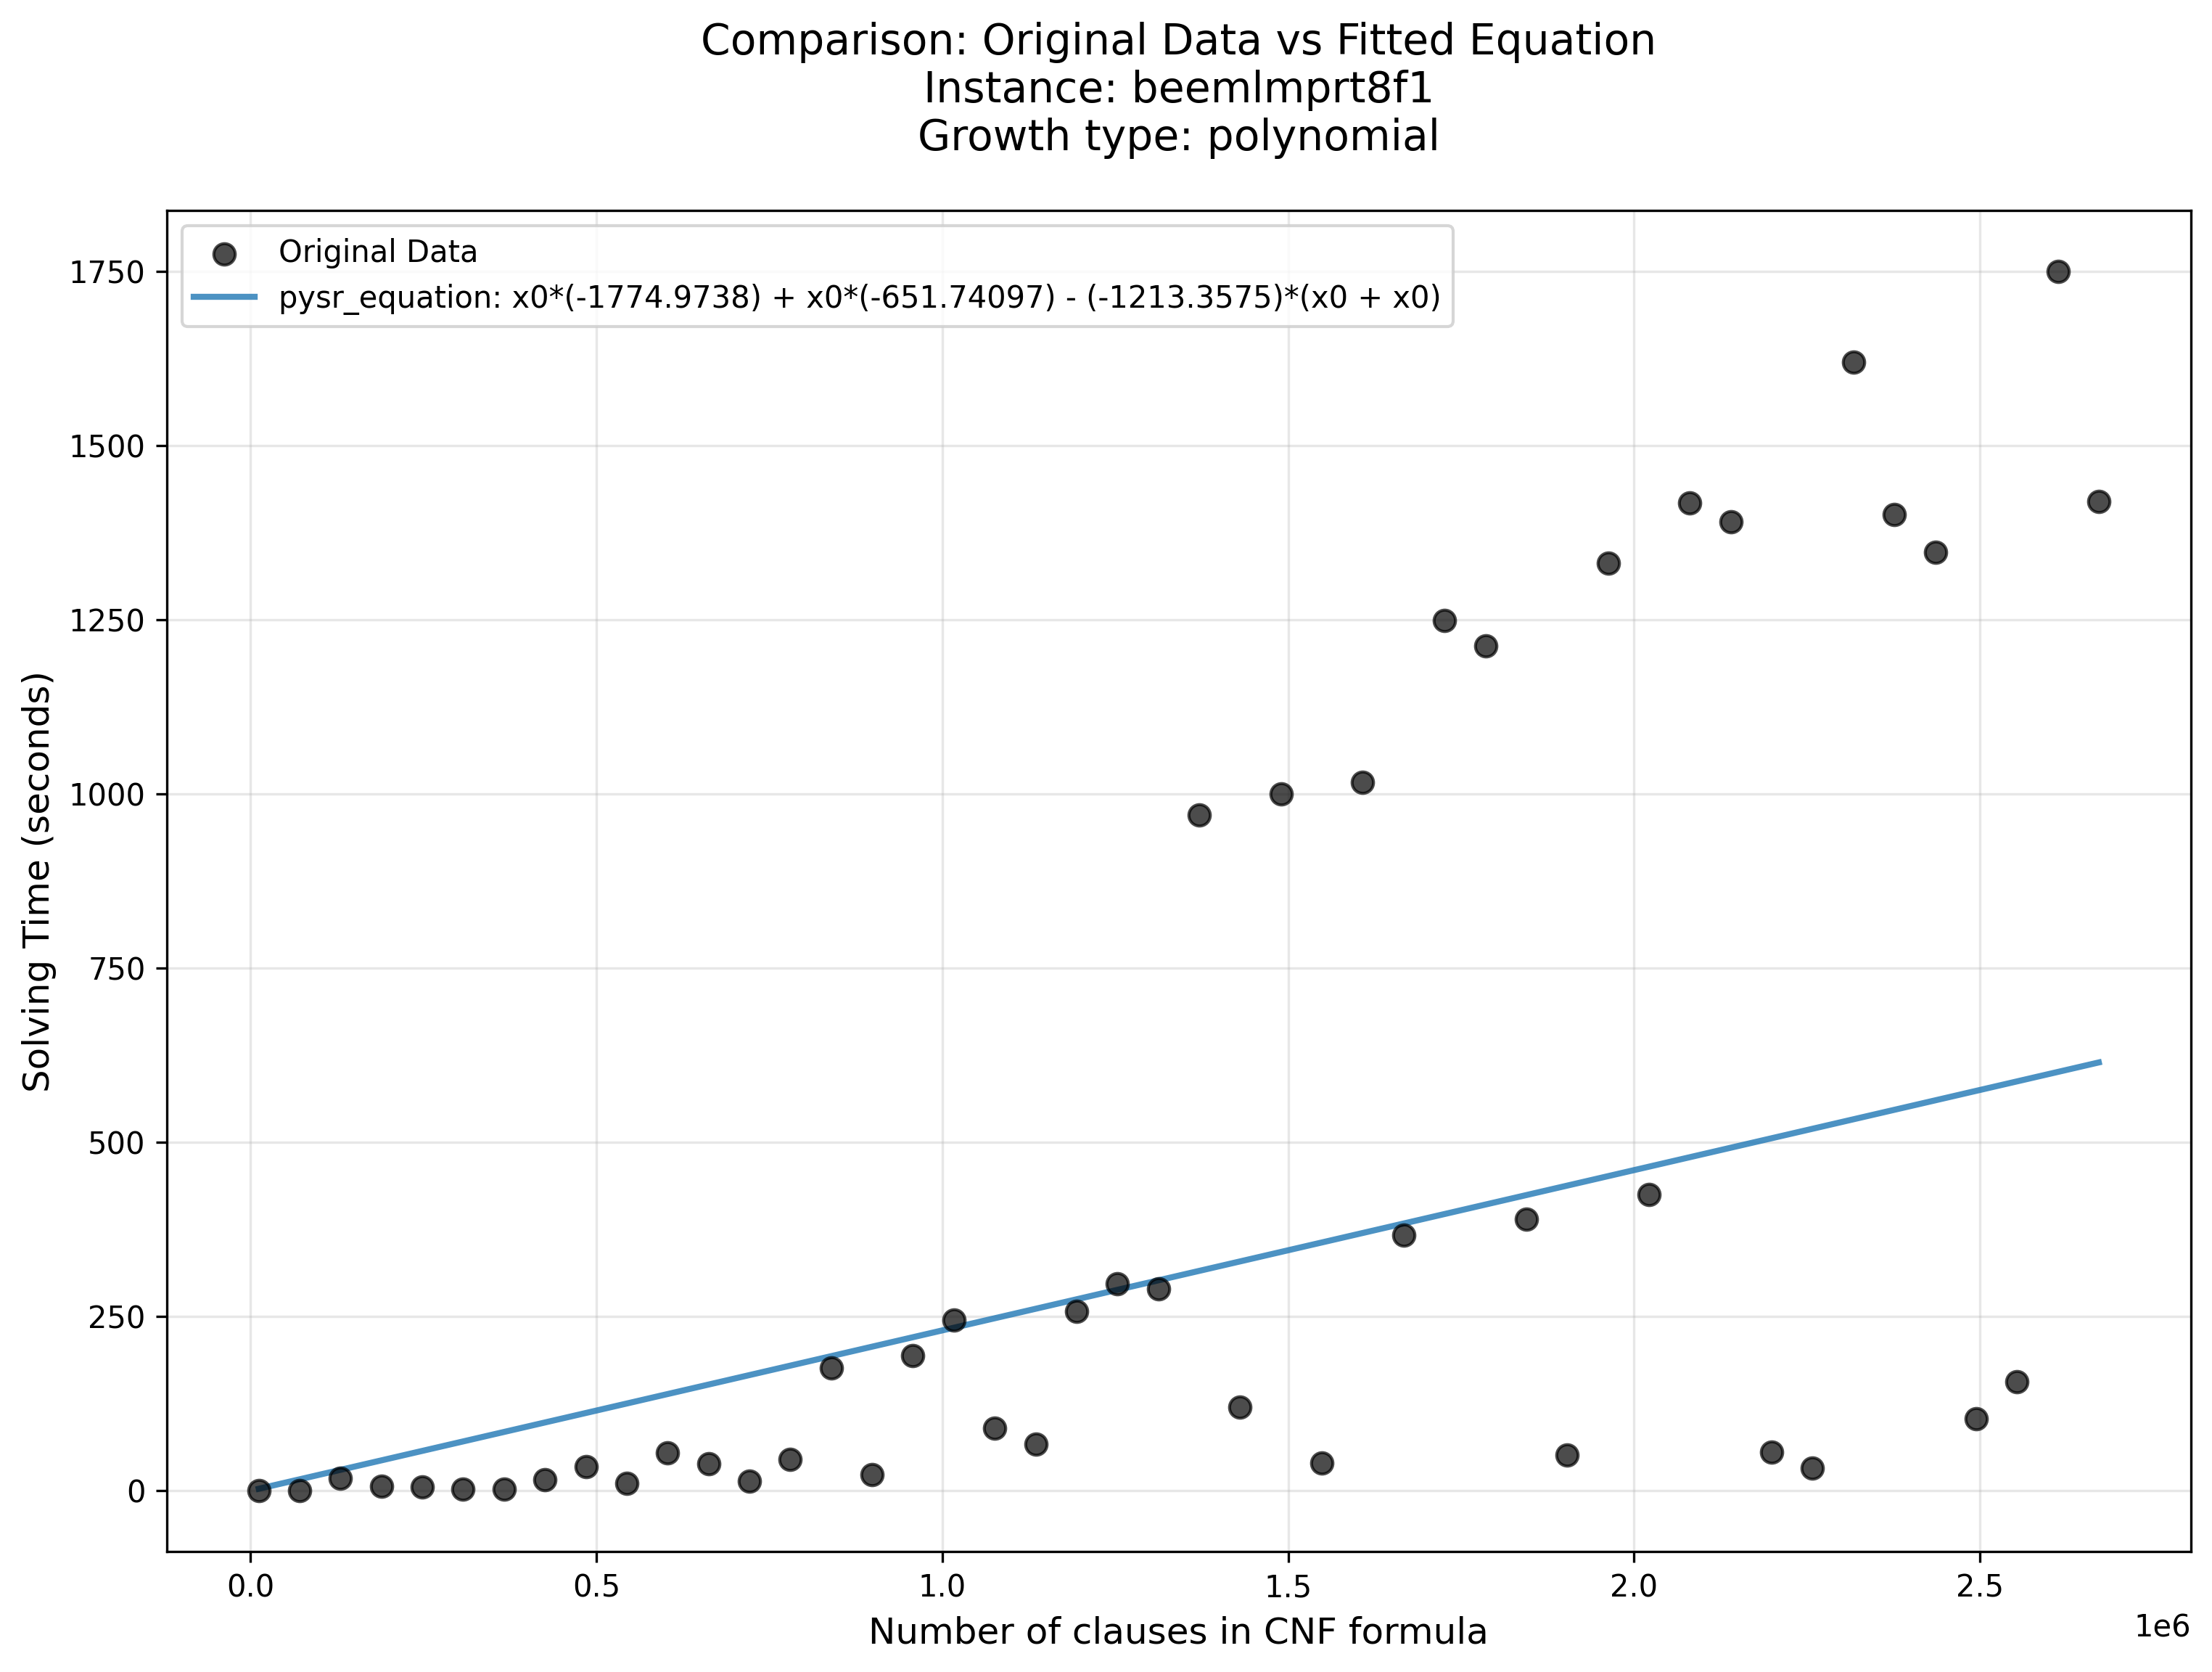 Comparison: Original Data vs Fitted Equation
Instance: beemlmprt8f1
Growth type: polynomial
Original Data
pysr_equation: x0*(-1774.9738) + x0*(-651.74097) - (-1213.3575)*(x0 + x0)
Solving Time (seconds)
1750
1500
1250
1000
750
500
250
0
0.0 0.5 1.0 1.5 2.0 2.5
1e6
Number of clauses in CNF formula